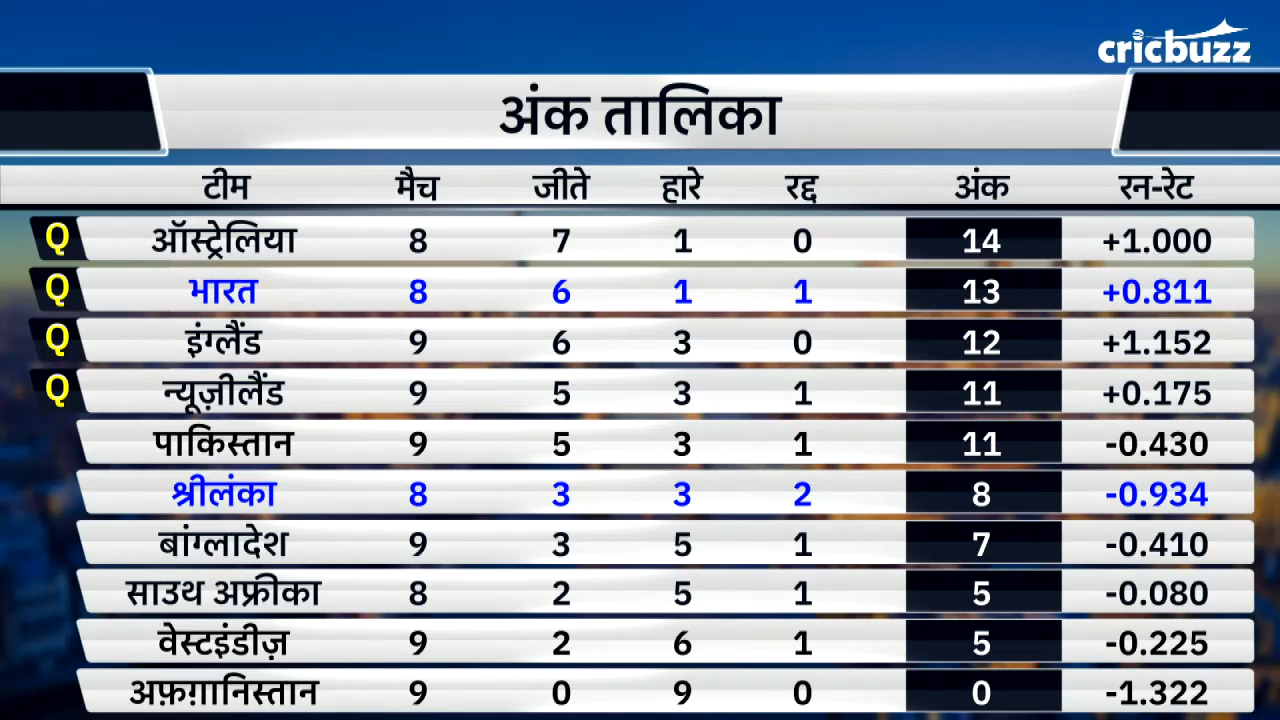 cricbuzz
अंक तालिका
टीम मैच जीते हारे रद्द अंक रन-रेट
Q ऑस्ट्रेलिया 8 7 1 0 14 +1.000
Q भारत 8 6 1 1 13 +0.811
Q इंग्लैंड 9 6 3 0 12 +1.152
Q न्यूज़ीलैंड 9 5 3 1 11 +0.175
पाकिस्तान 9 5 3 1 11 -0.430
श्रीलंका 8 3 3 2 8 -0.934
बांग्लादेश 9 3 5 1 7 -0.410
साउथ अफ्रीका 8 2 5 1 5 -0.080
वेस्टइंडीज़ 9 2 6 1 5 -0.225
अफ़ग़ानिस्तान 9 0 9 0 0 -1.322